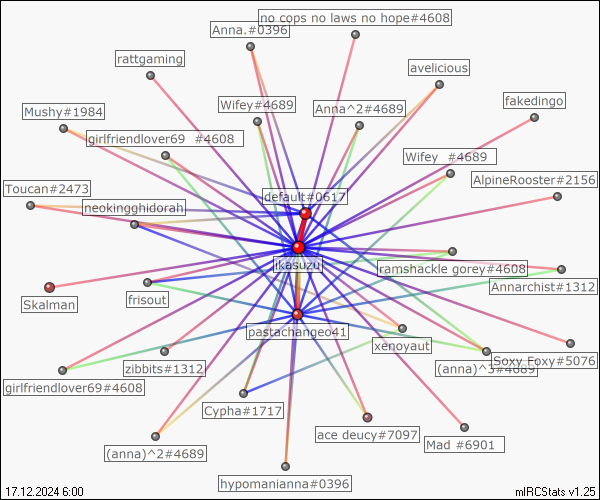 no cops no laws no hope#4608
Anna.#0396
rattgaming
avelicious
Mushy#1984
Wifey#4689
Anna^2#4689
fakedingo
girlfriendlover69 #4608
Wifey #4689
Toucan#2473
AlpineRooster#2156
default#0617
neokingghidorah
jkasuzu
ramshackle gorey#4608
Annarchist#1312
Skalman
frisout
pastachangeo41
xenoyaut
Soxy Foxy#5076
zibbits#1312
(anna)^3#4689
girlfriendlover69#4608
Cypha#1717
ace deucy#7097
Mad #6901
(anna)^2#4689
hypomanianna#0396
17.12.2024 6:00
mIRCStats v1.25